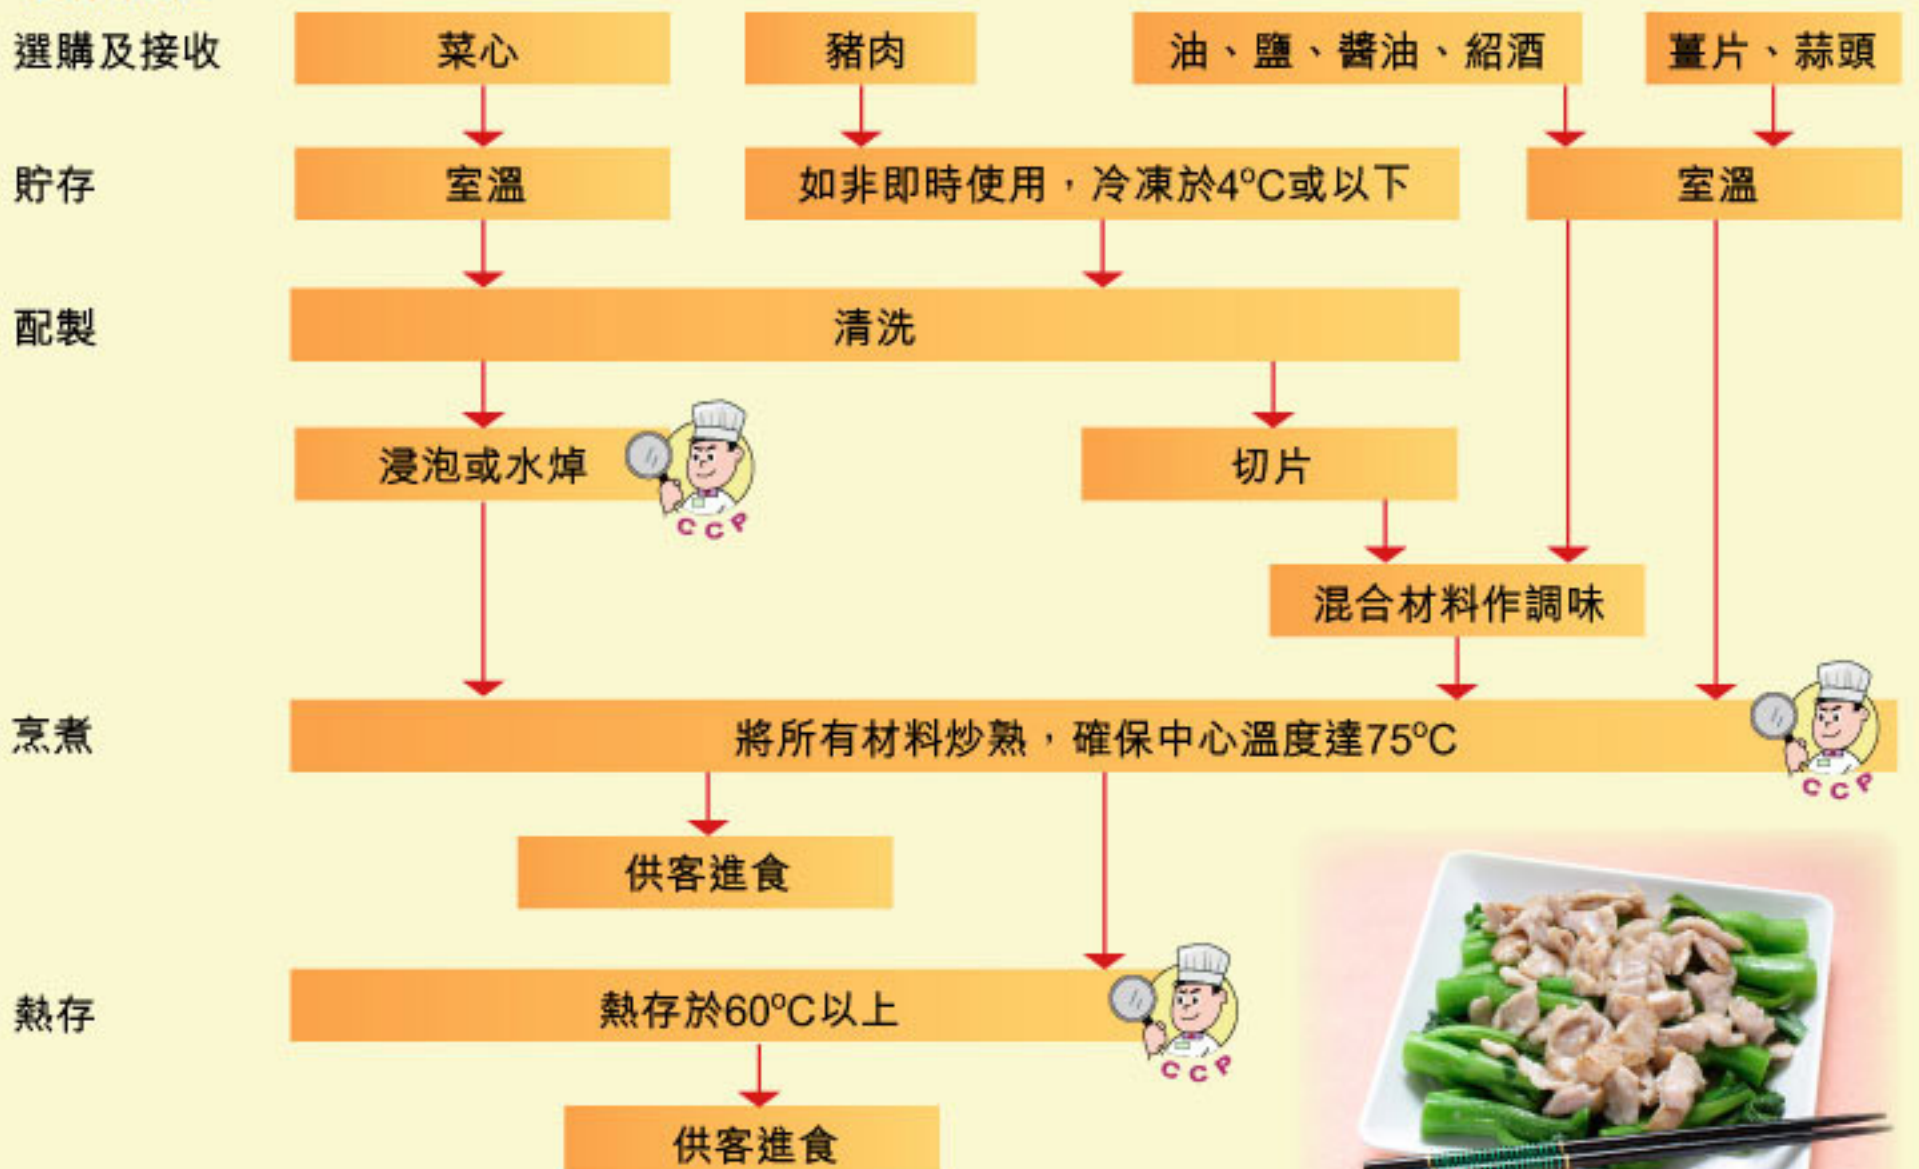 選購及接收
菜心
豬肉
油、鹽、醬油、紹酒
薑片、蒜頭
貯存
室溫
如非即時使用，冷凍於4ºC或以下
室溫
配製
清洗
浸泡或水焯
CCP
切片
混合材料作調味
烹煮
將所有材料炒熟，確保中心溫度達75ºC
CCP
供客進食
熱存
熱存於60ºC以上
CCP
供客進食